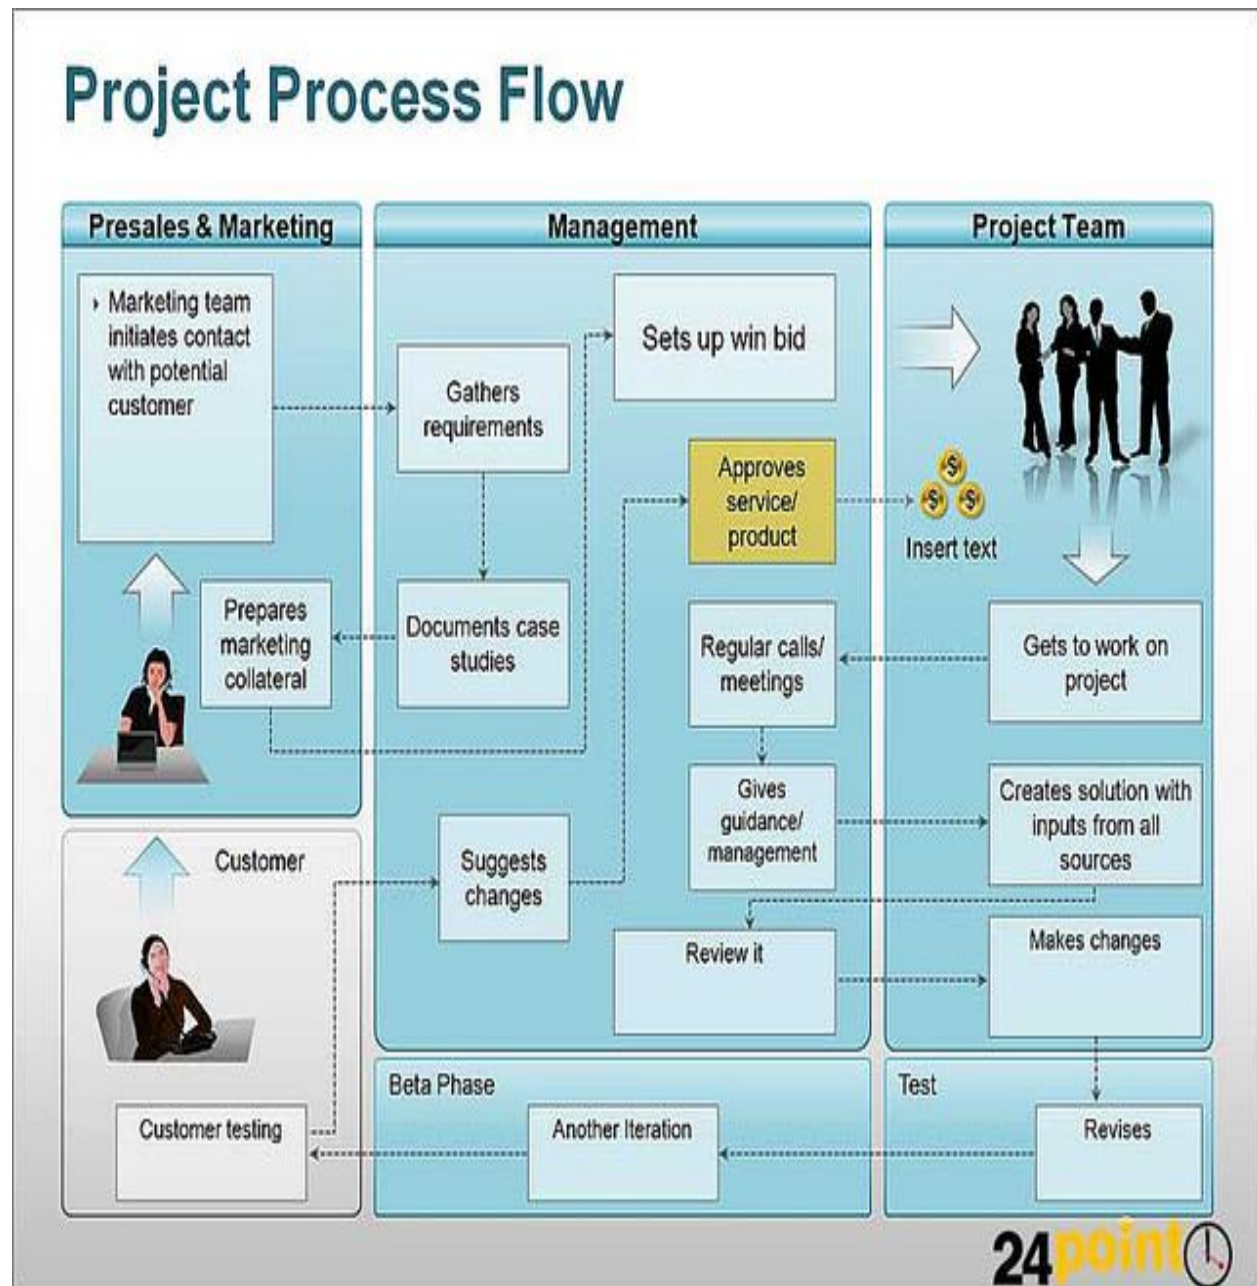 Project Process Flow
Presales & Marketing
Marketing team
initiates contact
with potential
customer
Prepares
marketing
collateral
Management
Gathers
requirements
Documents case
studies
Sets up win bid
Approves
service/
product
Regular calls/
meetings
Gives
guidance/
management
Suggests
changes
Review it
Project Team
$
$ $
Insert text
Gets to work on
project
Creates solution with
inputs from all
sources
Makes changes
Customer
Customer testing
Beta Phase
Another Iteration
Test
Revises
24point